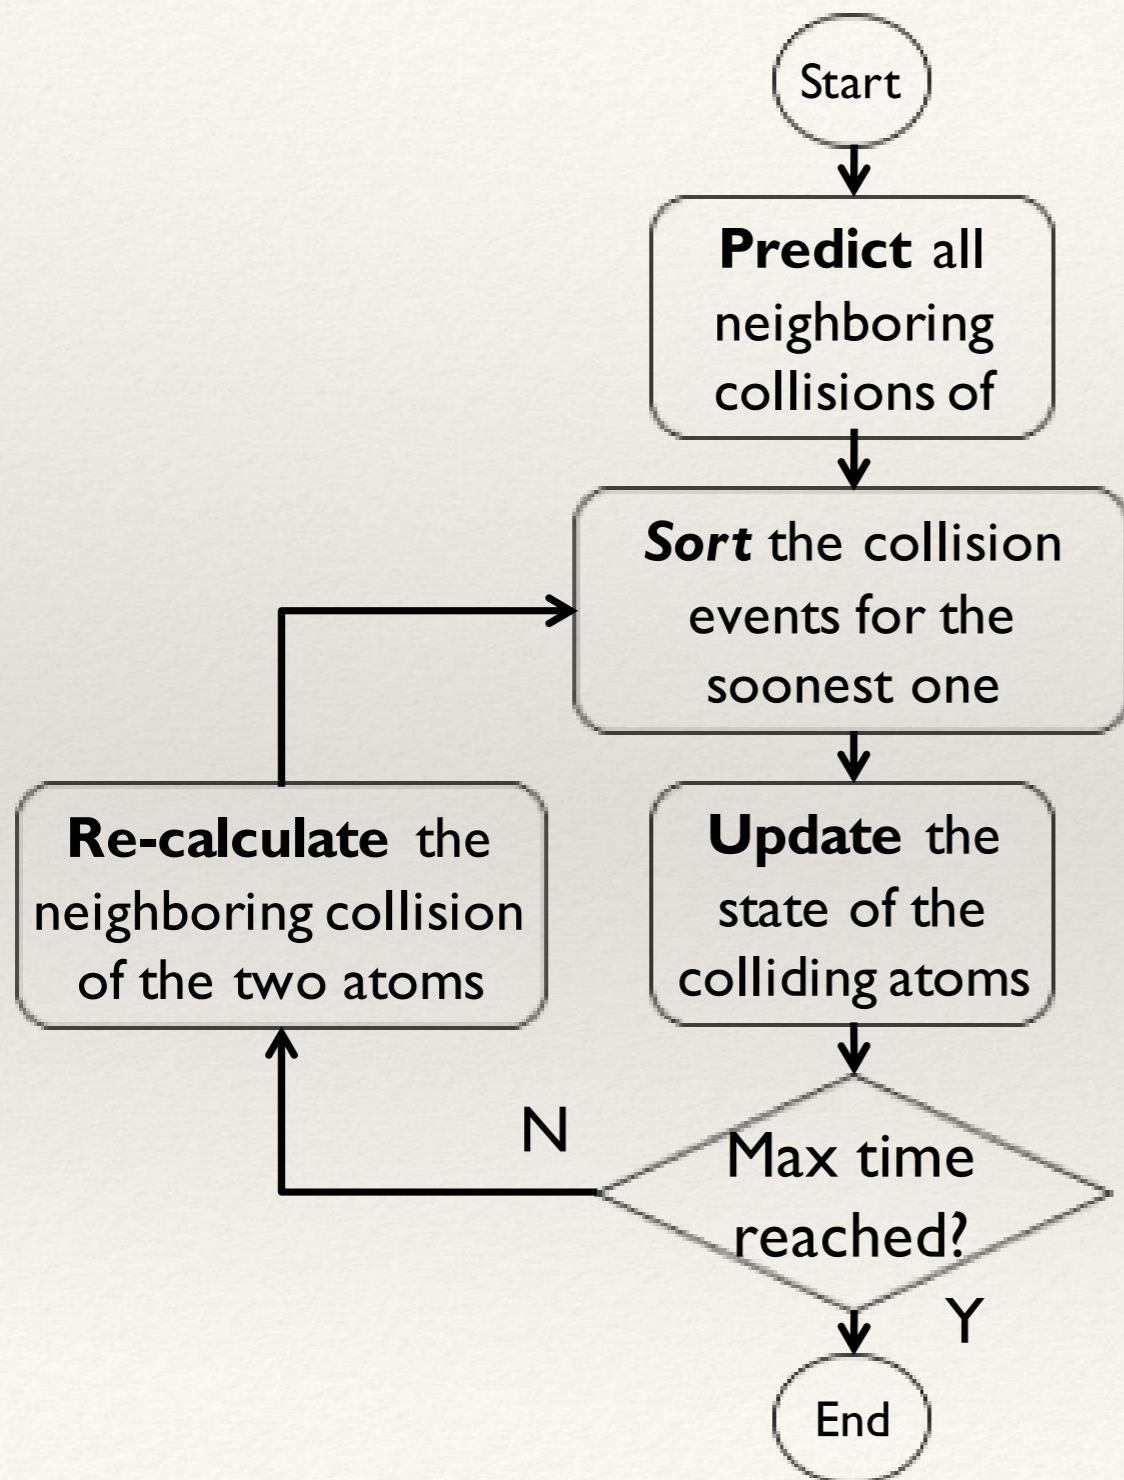 Start
Predict all
neighboring
collisions of
Sort the collision
events for the
soonest one
Update the
state of the
colliding atoms
Re-calculate the
neighboring collision
of the two atoms
N
Max time
reached?
Y
End